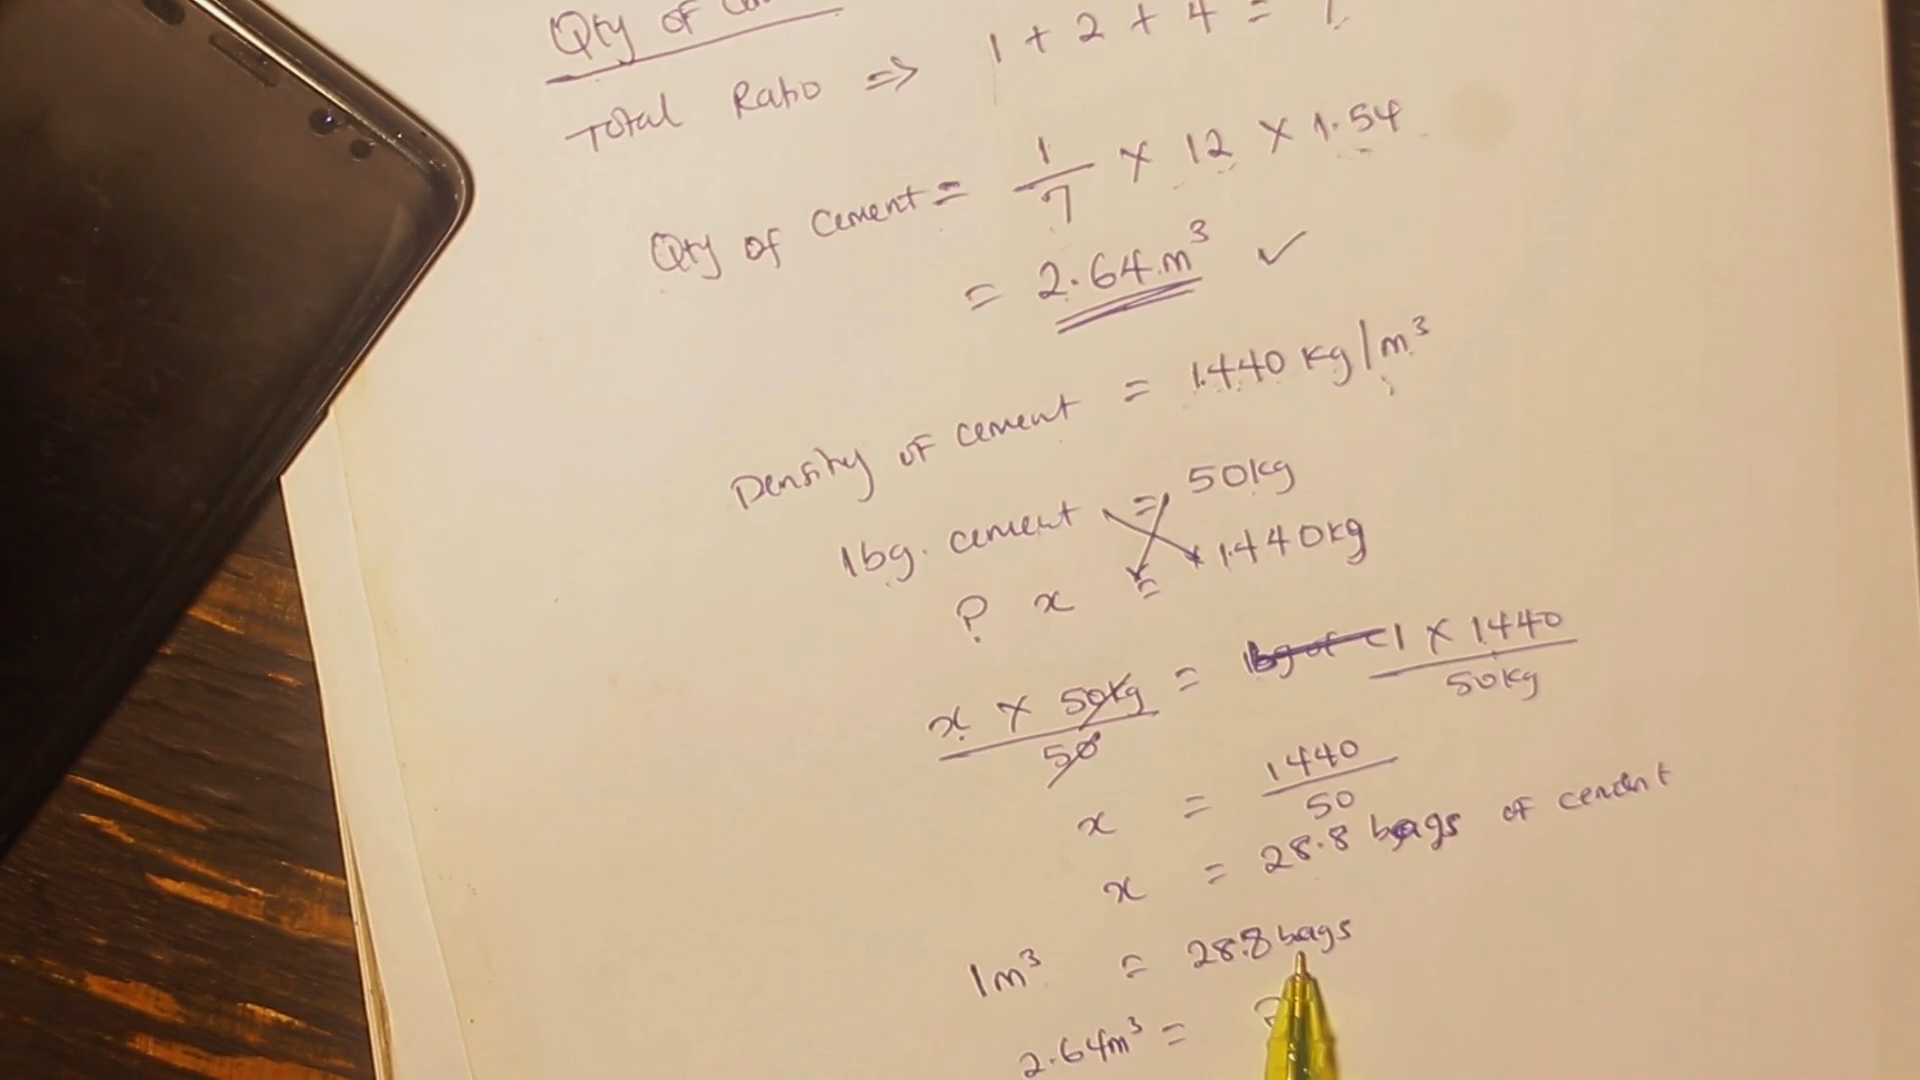 Qty of
Total Ratio ⇒ 1 + 2 + 4 = 7
Qty of Cement = 1/7 × 12 × 1.54
= 2.64m³ ✓
Density of cement = 1440 kg/m³
1bg. cement = 50kg
? x = 1440kg
x × 50kg / 50 = 1 × 1440 / 50kg
x = 1440 / 50
x = 28.8 bags of cement
1m³ = 28.8 bags
2.64m³ =